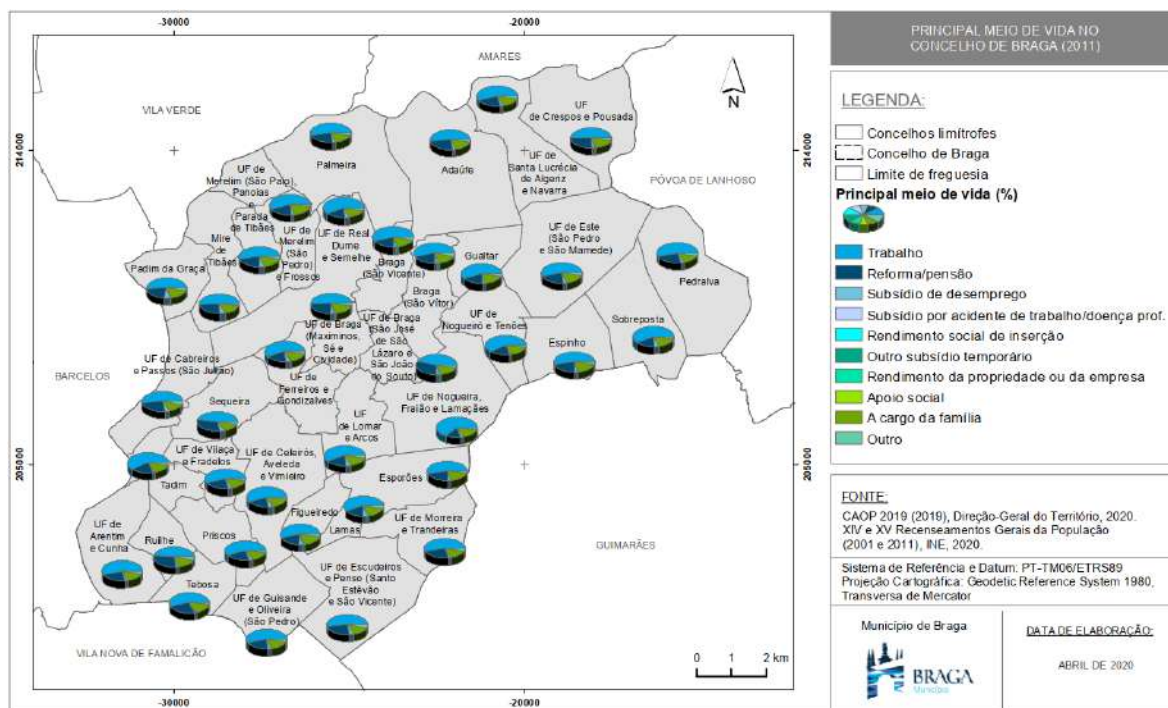 -30000
-20000
PRINCIPAL MEIO DE VIDA NO
CONCELHO DE BRAGA (2011)
AMARES
N
VILA VERDE
UF
de Crespos e Pousada
214000
214000
Palmeira
Adaúfe
UF de
Santa Lucrécia
de Algeriz
e Navarra
PÓVOA DE LANHOSO
UF de
Merelim (São Paio),
Panoias
e
Parada
de Tibães
Mire
de
Tibães
UF de
Merelim
(São
Pedro)
e Frossos
UF de Real
Dume
e Semelhe
Braga
(São Vicente)
Gualtar
UF de Este
(São Pedro
e São Mamede)
Padim da Graça
Pedralva
Braga
(São Vítor)
UF de
Nogueiró e Tenões
Sobreposta
Espinho
UF de Braga
(Maximinos,
Sé e
Cividade)
UF de Braga
(São José
de São
Lázaro e
São João
do Souto)
UF de Cabreiros
e Passos (São Julião)
BARCELOS
UF de
Ferreiros e
Gondizalves
Sequeira
UF de Nogueira,
Fraião e Lamaçães
UF
de Lomar
e Arcos
205000
205000
UF de Vilaça
e Fradelos
UF de Celeirós,
Aveleda
e Vimieiro
Tadim
Esporões
Figueiredo
Lamas
UF de Morreira
e Trandeiras
UF de
Arentim
e Cunha
Ruilhe
Priscos
GUIMARÃES
UF de Escudeiros
e Penso (Santo
Estêvão
e São Vicente)
Tebosa
UF de Guisande
e Oliveira
(São Pedro)
VILA NOVA DE FAMALICÃO
0 1 2 km
-30000
-20000
LEGENDA:
Concelhos limítrofes
Concelho de Braga
Limite de freguesia
Principal meio de vida (%)
Trabalho
Reforma/pensão
Subsídio de desemprego
Subsídio por acidente de trabalho/doença prof.
Rendimento social de inserção
Outro subsídio temporário
Rendimento da propriedade ou da empresa
Apoio social
A cargo da família
Outro
FONTE:
CAOP 2019 (2019), Direção-Geral do Território, 2020.
XIV e XV Recenseamentos Gerais da População
(2001 e 2011), INE, 2020.
Sistema de Referência e Datum: PT-TM06/ETRS89
Projeção Cartográfica: Geodetic Reference System 1980,
Transversa de Mercator
Município de Braga
BRAGA
Município
DATA DE ELABORAÇÃO:
ABRIL DE 2020